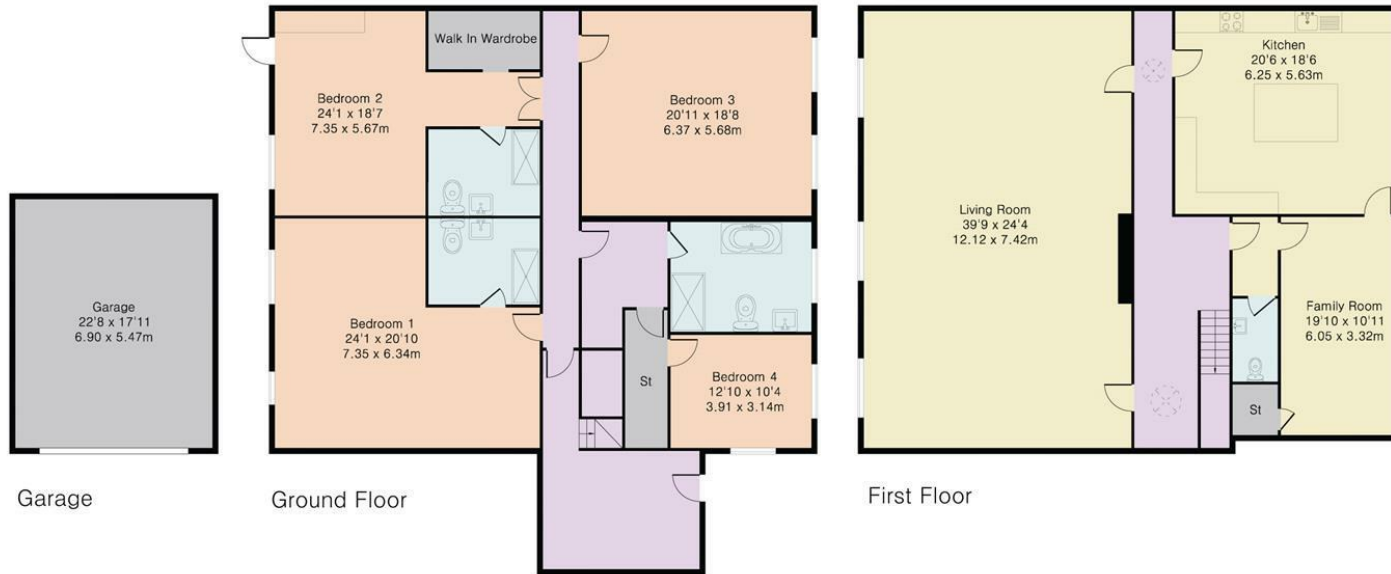 Garage
22'8 x 17'11
6.90 x 5.47m
Garage
Bedroom 2
24'1 x 18'7
7.35 x 5.67m
Walk In Wardrobe
Bedroom 3
20'11 x 18'8
6.37 x 5.68m
Bedroom 1
24'1 x 20'10
7.35 x 6.34m
St
Bedroom 4
12'10 x 10'4
3.91 x 3.14m
Ground Floor
Living Room
39'9 x 24'4
12.12 x 7.42m
Kitchen
20'6 x 18'6
6.25 x 5.63m
Family Room
19'10 x 10'11
6.05 x 3.32m
St
First Floor